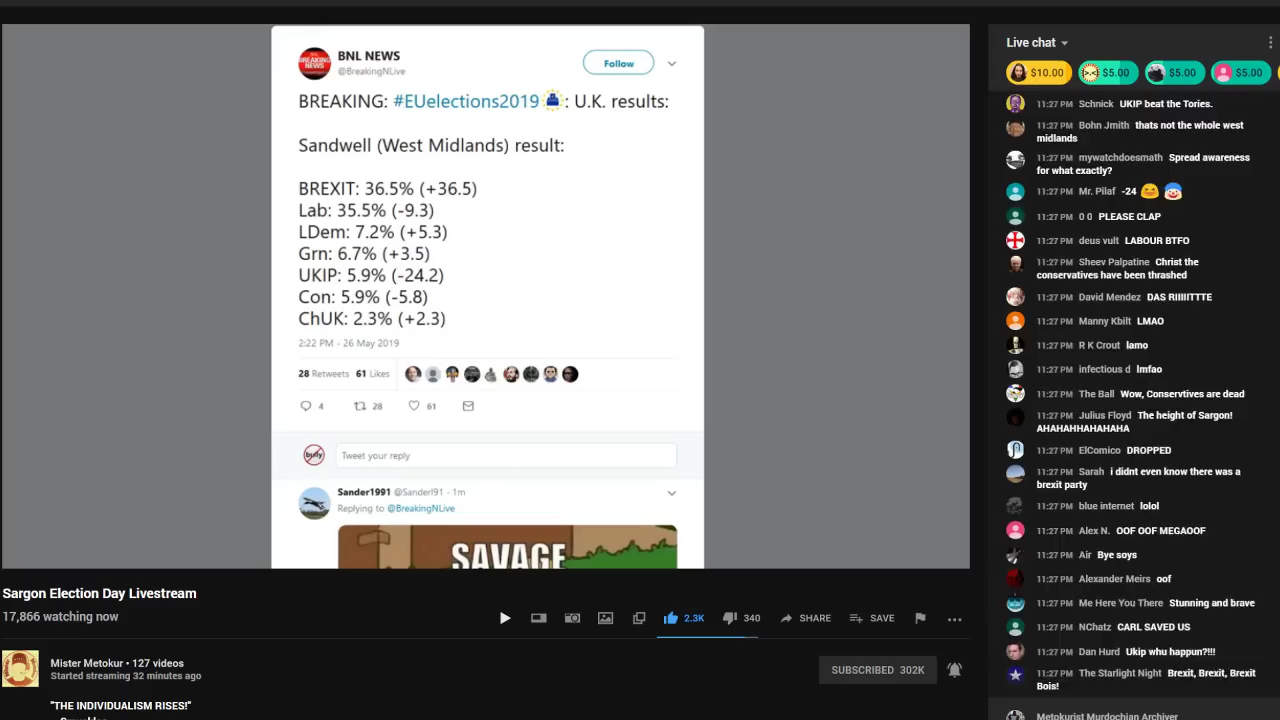 BNL NEWS
@BreakingNLive
Follow
BREAKING: #EUelections2019: U.K. results:
Sandwell (West Midlands) result:
BREXIT: 36.5% (+36.5)
Lab: 35.5% (-9.3)
LDem: 7.2% (+5.3)
Grn: 6.7% (+3.5)
UKIP: 5.9% (-24.2)
Con: 5.9% (-5.8)
ChUK: 2.3% (+2.3)
2:22 PM - 26 May 2019
28 Retweets 61 Likes
4 28 61
bully
Tweet your reply
Sander1991 @Sanderl91 · 1m
Replying to @BreakingNLive
SAVAGE
Sargon Election Day Livestream
17,866 watching now
2.3K 340 SHARE SAVE
Mister Metokur • 127 videos
Started streaming 32 minutes ago
SUBSCRIBED 302K
"THE INDIVIDUALISM RISES!"
Live chat
$10.00 $5.00 $5.00 $5.00
11:27 PM Schnick UKIP beat the Tories.
11:27 PM Bohn Jmith thats not the whole west
midlands
11:27 PM mywatchdoesmath Spread awareness
for what exactly?
11:27 PM Mr. Pilaf -24
11:27 PM 0 0 PLEASE CLAP
11:27 PM deus vult LABOUR BTFO
11:27 PM Sheev Palpatine Christ the
conservatives have been thrashed
11:27 PM David Mendez DAS RIIIITTTE
11:27 PM Manny Kbilt LMAO
11:27 PM R K Crout lamo
11:27 PM infectious d lmfao
11:27 PM The Ball Wow, Conservtives are dead
11:27 PM Julius Floyd The height of Sargon!
AHAHAHHAHAHAHA
11:27 PM ElComico DROPPED
11:27 PM Sarah i didnt even know there was a
brexit party
11:27 PM blue internet lolol
11:27 PM Alex N. OOF OOF MEGAOOF
11:27 PM Air Bye soys
11:27 PM Alexander Meirs oof
11:27 PM Me Here You There Stunning and brave
11:27 PM NChatz CARL SAVED US
11:27 PM Dan Hurd Ukip whu happun?!!!
11:27 PM The Starlight Night Brexit, Brexit, Brexit
Bois!
Metokurist Murdochian Archiver